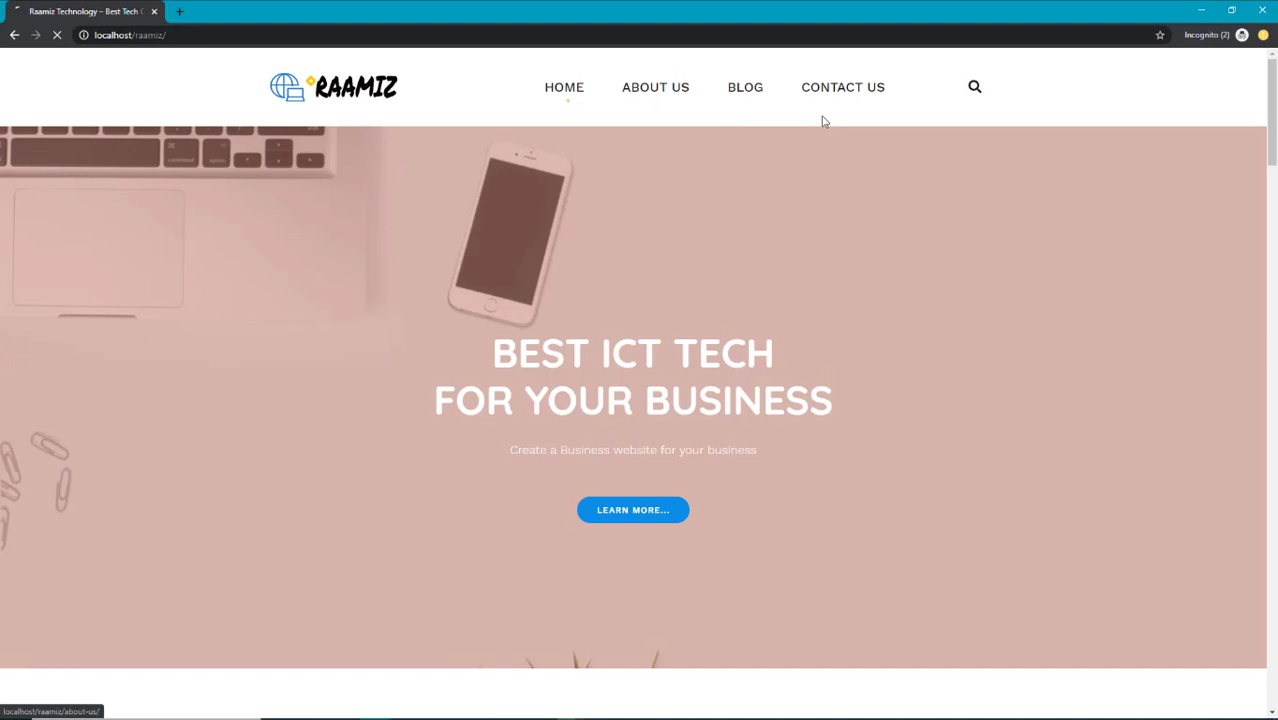 Raamiz Technology – Best Tech C
localhost/raamiz/
Incognito (2)
RAAMIZ
HOME
ABOUT US
BLOG
CONTACT US
command
BEST ICT TECH
FOR YOUR BUSINESS
Create a Business website for your business
LEARN MORE...
localhost/raamiz/about-us/